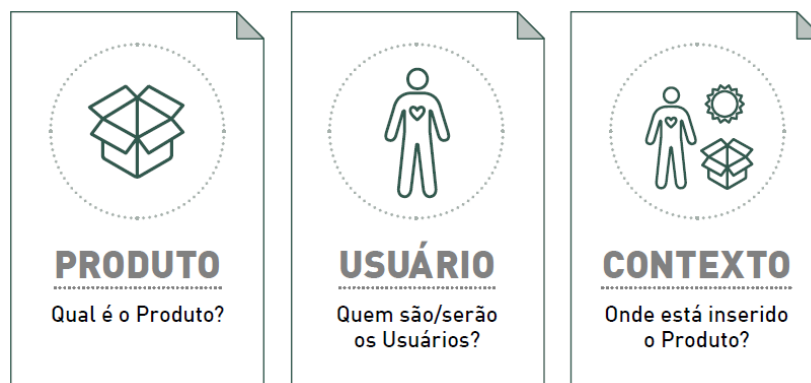 PRODUTO
Qual é o Produto?
USUÁRIO
Quem são/serão
os Usuários?
CONTEXTO
Onde está inserido
o Produto?